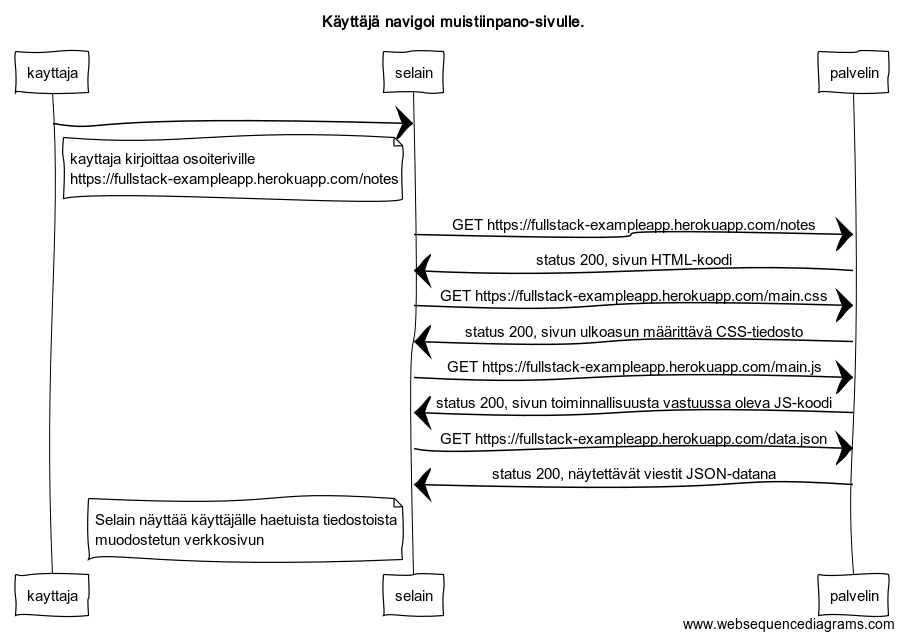 Käyttäjä navigoi muistiinpano-sivulle.
kayttaja
selain
palvelin
kayttaja kirjoittaa osoiteriville
https://fullstack-exampleapp.herokuapp.com/notes
GET https://fullstack-exampleapp.herokuapp.com/notes
status 200, sivun HTML-koodi
GET https://fullstack-exampleapp.herokuapp.com/main.css
status 200, sivun ulkoasun määrittävä CSS-tiedosto
GET https://fullstack-exampleapp.herokuapp.com/main.js
status 200, sivun toiminnallisuusta vastuussa oleva JS-koodi
GET https://fullstack-exampleapp.herokuapp.com/data.json
status 200, näytettävät viestit JSON-datana
Selain näyttää käyttäjälle haetuista tiedostoista
muodostetun verkkosivun
kayttaja
selain
palvelin
www.websequencediagrams.com